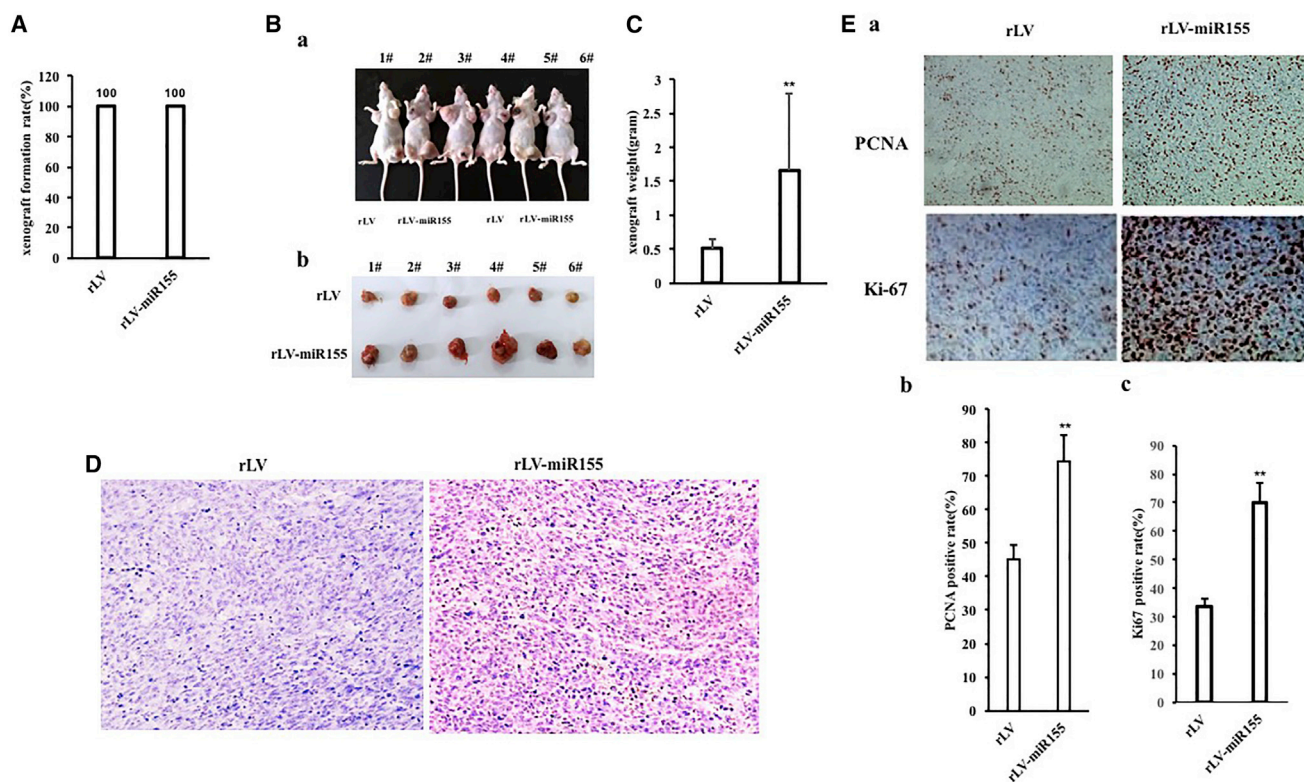 A
xenograft formation rate(%)
120
100
80
60
40
20
0
100
100
rLV
rLV-miR155
B
a
1# 2# 3# 4# 5# 6#
rLV rLV-miR155 rLV rLV-miR155
b
1# 2# 3# 4# 5# 6#
rLV
rLV-miR155
C
xenograft weight(gram)
3
2.5
2
1.5
1
0.5
0
**
rLV
rLV-miR155
D
rLV rLV-miR155
E a
rLV rLV-miR155
PCNA
Ki-67
b
PCNA positive rate(%)
90
80
70
60
50
40
30
20
10
0
**
rLV
rLV-miR155
c
Ki67 positive rate(%)
90
80
70
60
50
40
30
20
10
0
**
rLV
rLV-miR155